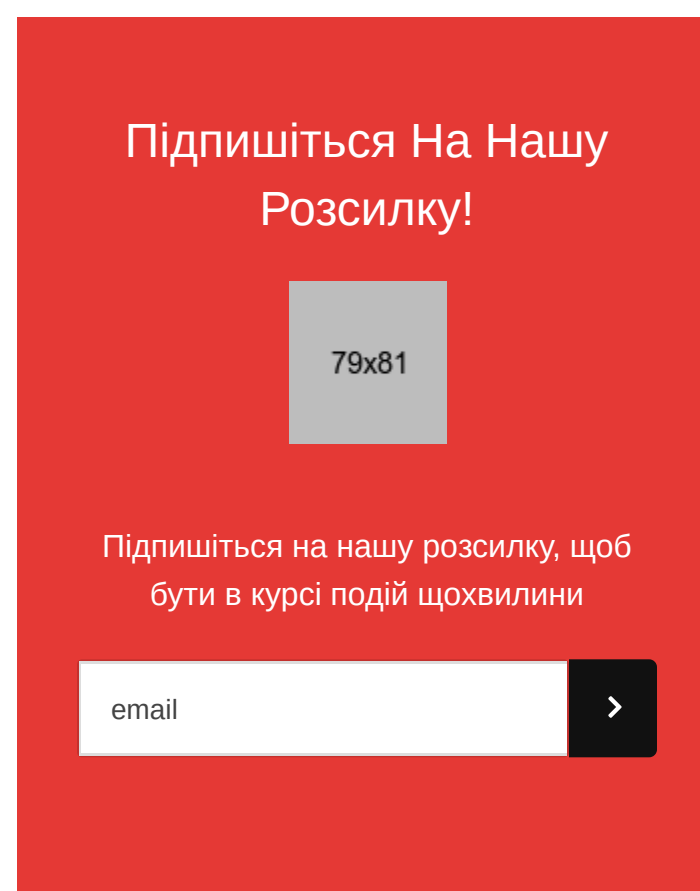 Підпишіться На Нашу
Розсилку!
79x81
Підпишіться на нашу розсилку, щоб
бути в курсі подій щохвилини
email